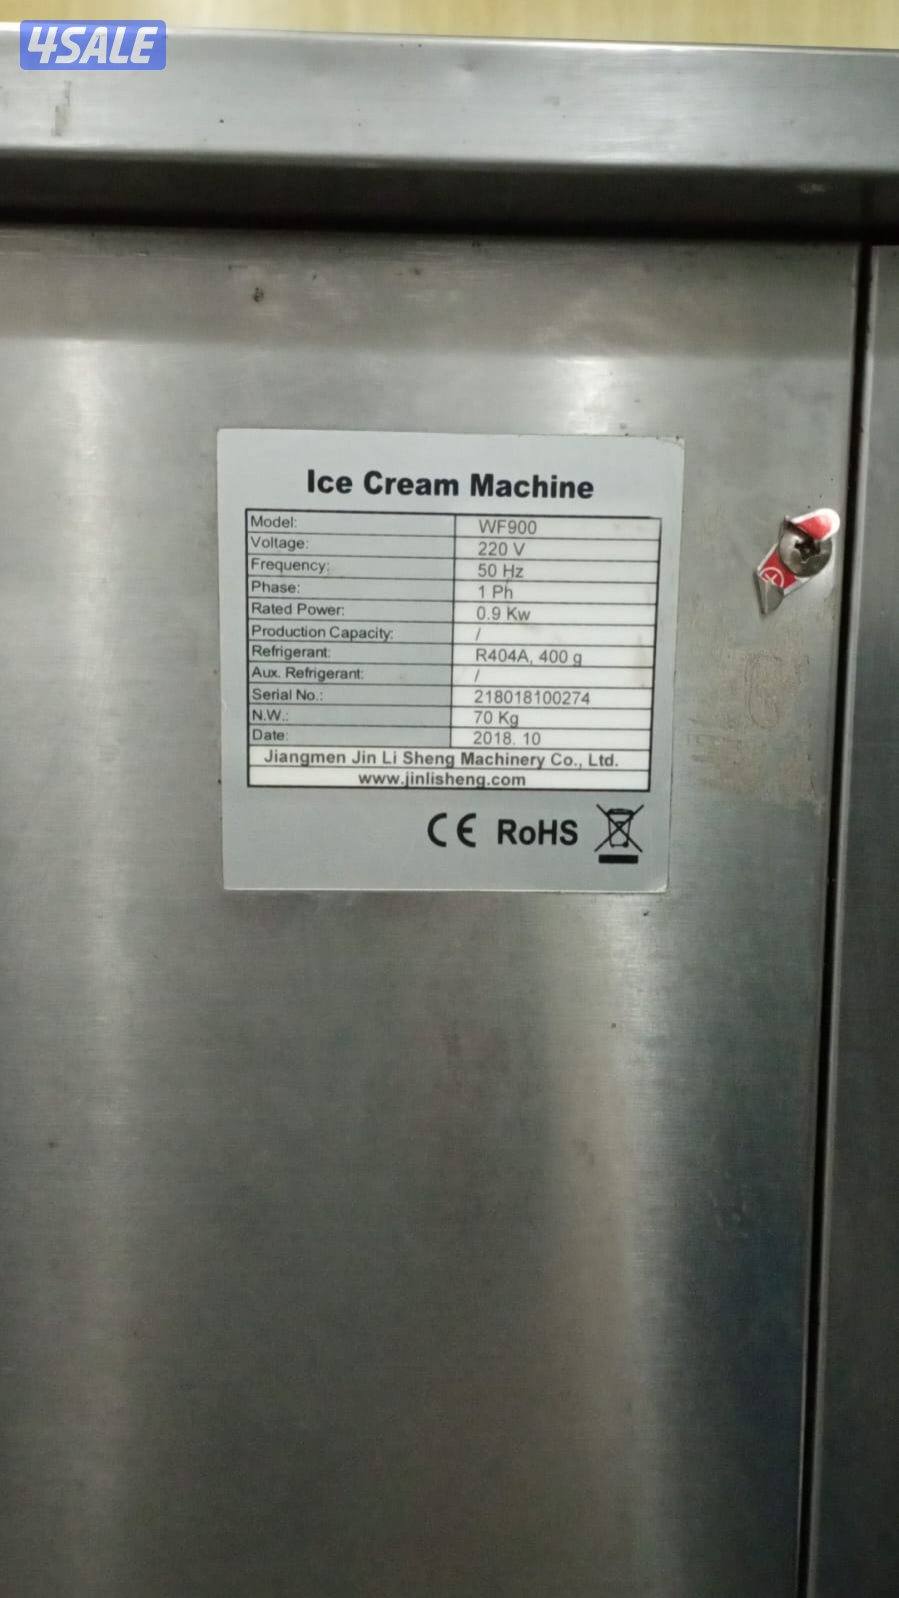 4SALE
Ice Cream Machine
Model: WF900
Voltage: 220 V
Frequency: 50 Hz
Phase: 1 Ph
Rated Power: 0.9 Kw
Production Capacity: /
Refrigerant: R404A, 400 g
Aux. Refrigerant: /
Serial No.: 218018100274
N.W.: 70 Kg
Date: 2018. 10
Jiangmen Jin Li Sheng Machinery Co., Ltd.
www.jinlisheng.com
CE RoHS